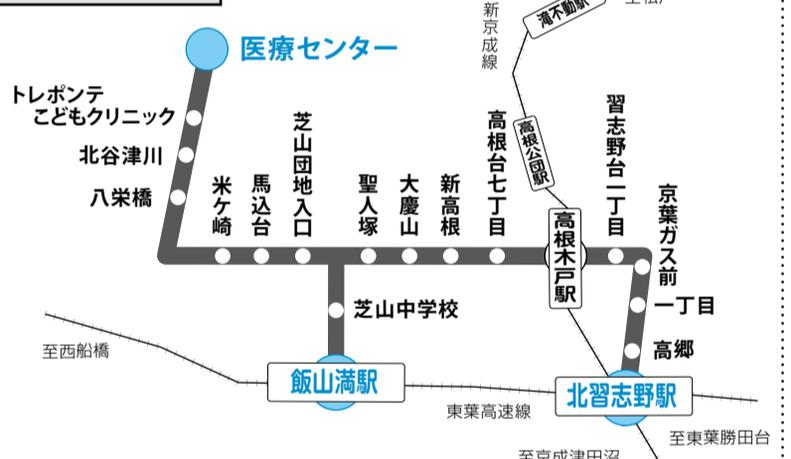 新京成線
滝不動駅
医療センター
トレポンテ
こどもクリニック
北谷津川
八栄橋
米ケ崎
馬込台
芝山団地入口
聖人塚
大慶山
新高根
高根台七丁目
高根公団駅
高根木戸駅
習志野台一丁目
京葉ガス前
一丁目
高郷
芝山中学校
飯山満駅
北習志野駅
至西船橋
東葉高速線
至東葉勝田台
至京成津田沼